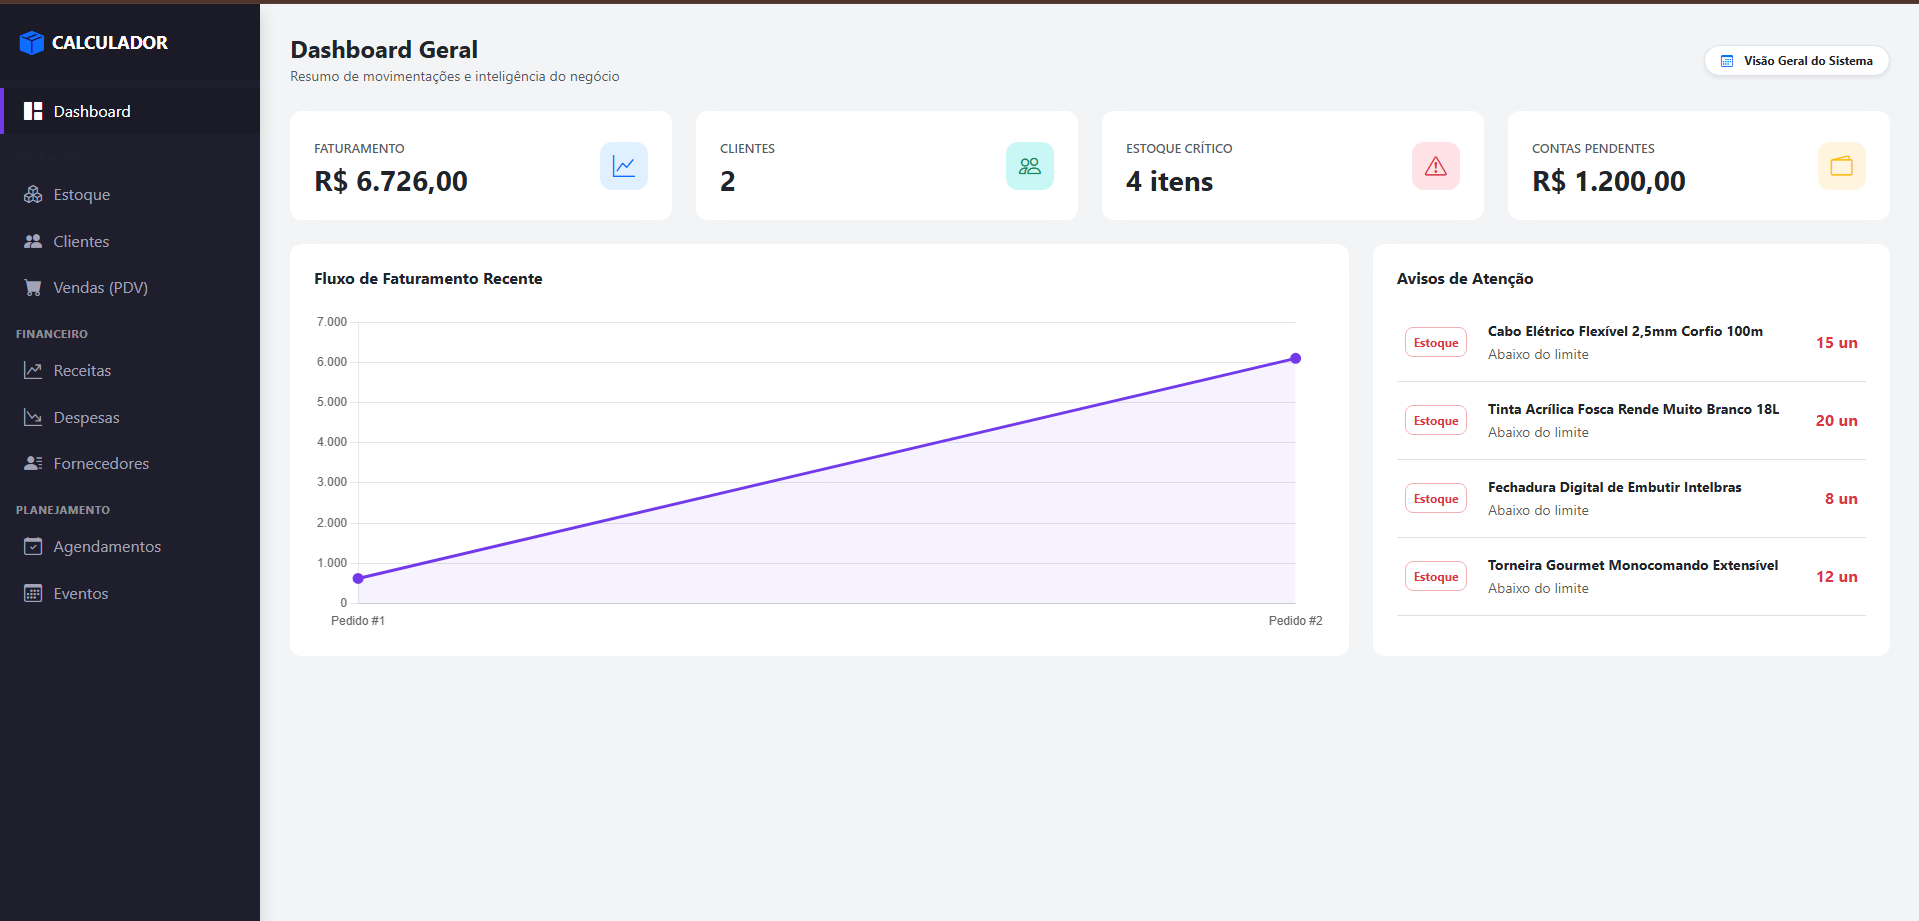 CALCULADOR
Dashboard
Estoque
Clientes
Vendas (PDV)
FINANCEIRO
Receitas
Despesas
Fornecedores
PLANEJAMENTO
Agendamentos
Eventos
Dashboard Geral
Resumo de movimentações e inteligência do negócio
Visão Geral do Sistema
FATURAMENTO
R$ 6.726,00
CLIENTES
2
ESTOQUE CRÍTICO
4 itens
CONTAS PENDENTES
R$ 1.200,00
Fluxo de Faturamento Recente
7.000
6.000
5.000
4.000
3.000
2.000
1.000
0
Pedido #1
Pedido #2
Avisos de Atenção
Estoque
Cabo Elétrico Flexível 2,5mm Corfio 100m
Abaixo do limite
15 un
Estoque
Tinta Acrílica Fosca Rende Muito Branco 18L
Abaixo do limite
20 un
Estoque
Fechadura Digital de Embutir Intelbras
Abaixo do limite
8 un
Estoque
Torneira Gourmet Monocomando Extensível
Abaixo do limite
12 un